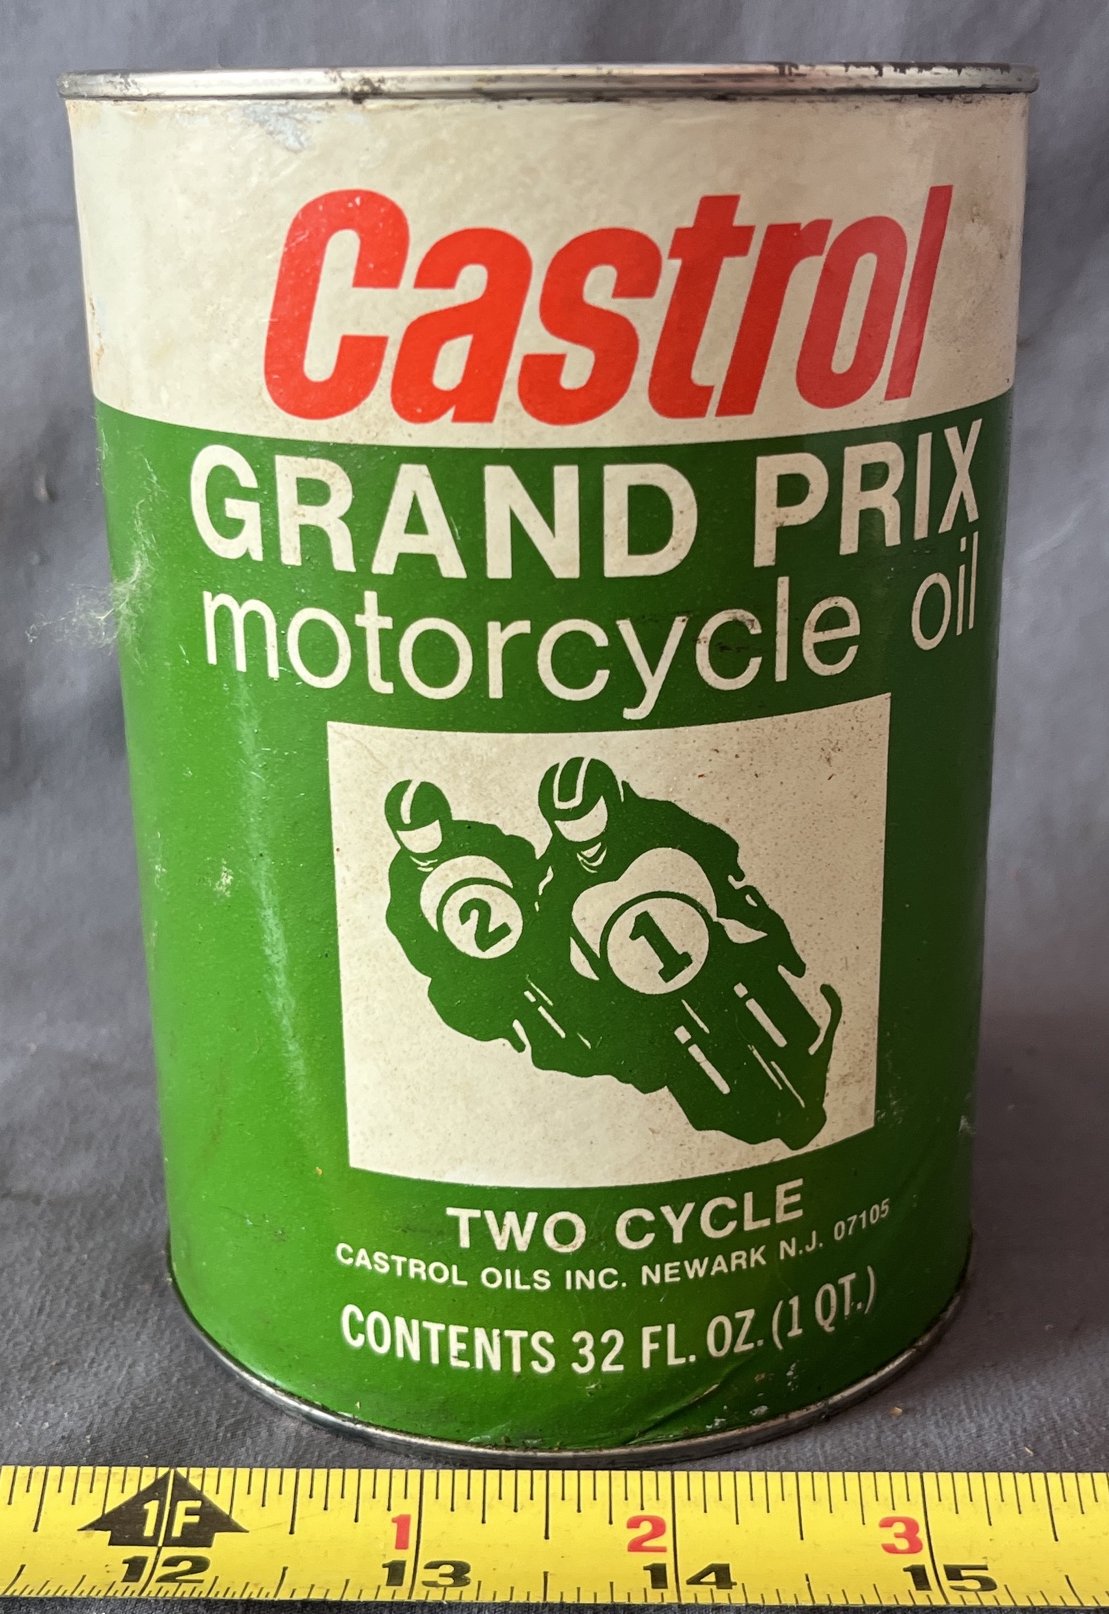 Castrol
GRAND PRIX
motorcycle oil
2 1
TWO CYCLE
CASTROL OILS INC. NEWARK N.J. 07105
CONTENTS 32 FL. OZ. (1 QT.)
1F 1 2 3
12 13 14 15